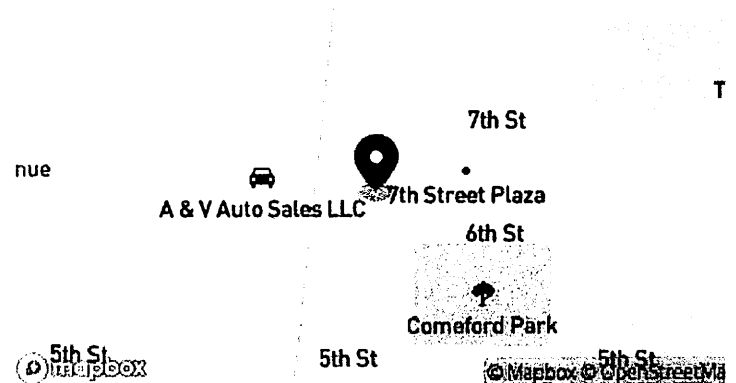 T
7th St
nue
7th Street Plaza
A & V Auto Sales LLC
6th St
Comeford Park
5th St
5th St
5th St
mapbox
© Mapbox © OpenStreetMa